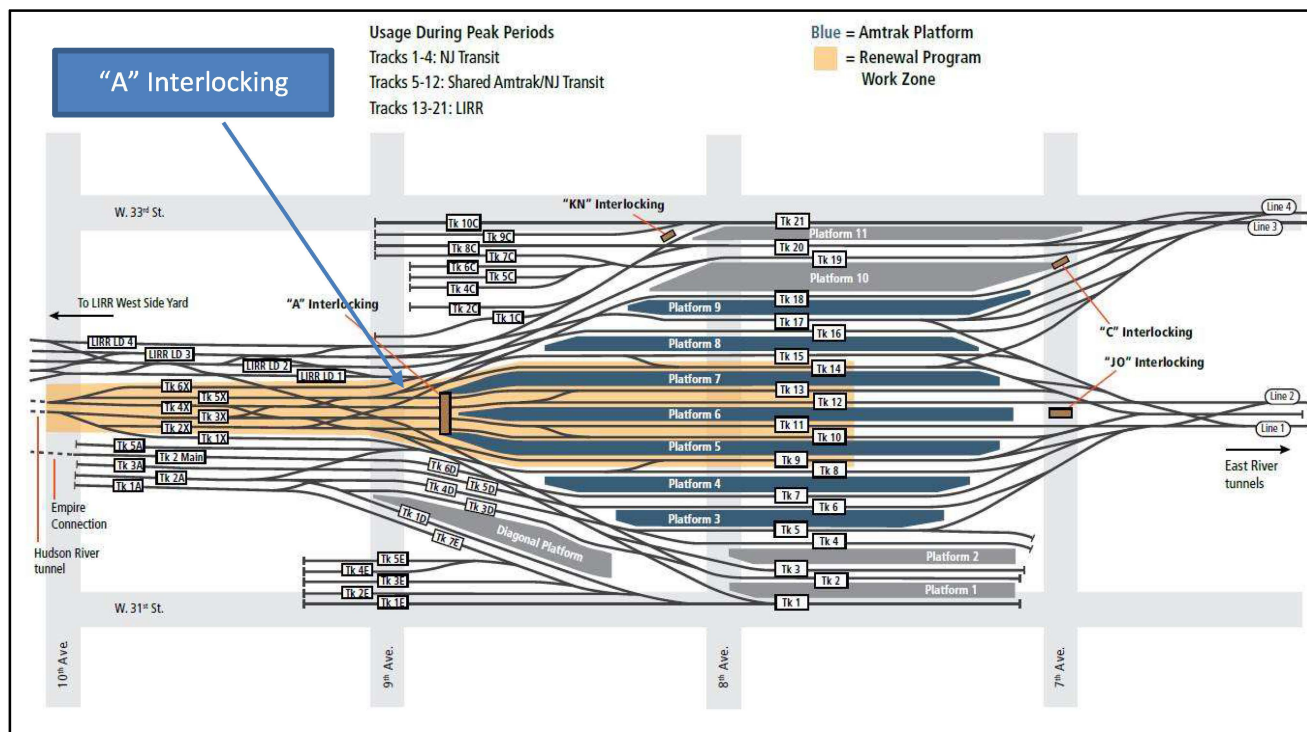 Usage During Peak Periods
Tracks 1-4: NJ Transit
Tracks 5-12: Shared Amtrak/NJ Transit
Tracks 13-21: LIRR
Blue = Amtrak Platform
= Renewal Program
Work Zone
“A” Interlocking
W. 33rd St.
“KN” Interlocking
Line 4
Line 3
Tk 10C
Tk 9C
Tk 8C
Tk 7C
Tk 6C
Tk 5C
Tk 4C
Tk 2C
Tk 1C
Tk 21
Platform 11
Tk 20
Tk 19
Platform 10
Tk 18
Platform 9
Tk 17
Tk 16
Platform 8
Tk 15
Tk 14
Platform 7
Tk 13
Tk 12
Platform 6
Tk 11
Tk 10
Platform 5
Tk 9
Tk 8
Platform 4
Tk 7
Tk 6
Platform 3
Tk 5
Tk 4
Platform 2
Tk 3
Tk 2
Platform 1
Tk 1
“C” Interlocking
“JO” Interlocking
Line 2
Line 1
East River
tunnels
To LIRR West Side Yard
“A” Interlocking
LIRR LD 4
LIRR LD 3
LIRR LD 2
LIRR LD 1
Tk 6X
Tk 5X
Tk 4X
Tk 3X
Tk 2X
Tk 1X
Tk 5A
Tk 2 Main
Tk 3A
Tk 2A
Tk 1A
Tk 6D
Tk 5D
Tk 4D
Tk 3D
Tk 1D
Tk 7E
Diagonal Platform
Empire
Connection
Hudson River
tunnel
Tk 5E
Tk 4E
Tk 3E
Tk 2E
Tk 1E
W. 31st St.
10th Ave.
9th Ave.
8th Ave.
7th Ave.